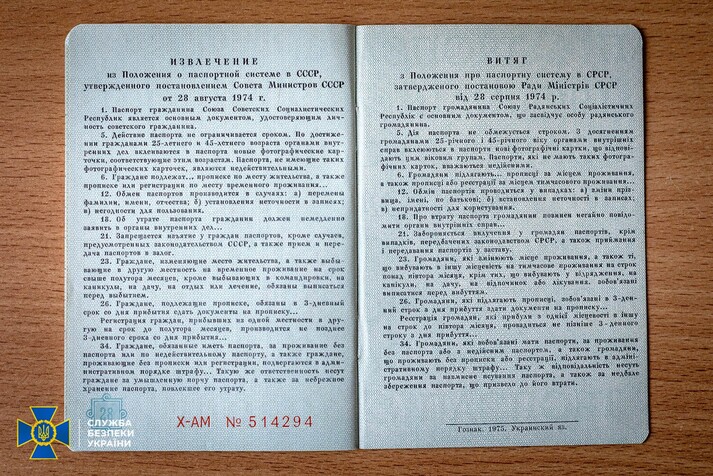 ИЗВЛЕЧЕНИЕ
из Положения о паспортной системе в СССР,
утвержденного постановлением Совета Министров СССР
от 28 августа 1974 г.
1. Паспорт гражданина Союза Советских Социалистических
Республик является основным документом, удостоверяющим лич-
ность советского гражданина.
5. Действие паспорта не ограничивается сроком. По достиже-
нии гражданами 25-летнего и 45-летнего возраста органами внут-
ренних дел вклеиваются в паспорта новые фотографические кар-
точки, соответствующие этим возрастам. Паспорта, не имеющие таких
фотографических карточек, являются недействительными.
6. Граждане подлежат... прописке по месту жительства, а также
прописке или регистрации по месту временного проживания...
12. Обмен паспортов производится в случаях: а) перемены
фамилии, имени, отчества; б) установления неточности в записях;
в) негодности для пользования.
18. Об утрате паспорта гражданин должен немедленно
заявить в органы внутренних дел...
21. Запрещается изъятие у граждан паспортов, кроме случаев,
предусмотренных законодательством СССР, а также прием и пере-
дача паспортов в залог.
23. Граждане, изменяющие место жительства, а также выбы-
вающие в другую местность на временное проживание на срок
свыше полутора месяцев, кроме выбывающих в командировки, на
каникулы, на дачу, на отдых или лечение, обязаны выписаться
перед выбытием.
26. Граждане, подлежащие прописке, обязаны в 3-дневный
срок со дня прибытия сдать документы на прописку...
Регистрация граждан, прибывших из одной местности в дру-
гую на срок до полутора месяцев, производится не позднее
3-дневного срока со дня прибытия...
34. Граждане, обязанные иметь паспорта, за проживание без
паспорта или по недействительному паспорту, а также граждане,
проживающие без прописки или регистрации, подвергаются в ад-
министративном порядке штрафу... Такую же ответственность несут
граждане за умышленную порчу паспорта, а также за небрежное
хранение паспорта, повлекшее его утрату.
Х-АМ № 514294
СЛУЖБА
БЕЗПЕКИ
УКРАЇНИ
ВИТЯГ
з Положення про паспортну систему в СРСР,
затвердженого постановою Ради Міністрів СРСР
від 28 серпня 1974 р.
1. Паспорт громадянина Союзу Радянських Соціалістичних
Республік є основним документом, що засвідчує особу радянського
громадянина.
5. Дія паспорта не обмежується строком. З досягненням
громадянами 25-річного і 45-річного віку органами внутрішніх
справ вклеюються в паспорти нові фотографічні картки, що відпові-
дають цим віковим групам. Паспорти, які не мають таких фотогра-
фічних карток, вважаються недійсними.
6. Громадяни підлягають... прописці за місцем проживання,
а також прописці або реєстрації за місцем тимчасового проживання...
12. Обмін паспортів провадиться у випадках: а) зміни прізви-
ща, імені, по батькові; б) встановлення неточності в записах;
в) непридатності для користування.
18. Про втрату паспорта громадянин повинен негайно повідо-
мити органи внутрішніх справ...
21. Забороняється вилучення у громадян паспортів, крім
випадків, передбачених законодавством СРСР, а також приймання
і передавання паспортів у заставу.
23. Громадяни, які змінюють місце проживання, а також ті,
що вибувають в іншу місцевість на тимчасове проживання на строк
понад півтора місяця, крім тих, що вибувають у відрядження, на
канікули, на дачу, на відпочинок або лікування, зобов'язані
виписатися перед вибуттям.
26. Громадяни, які підлягають прописці, зобов'язані в 3-ден-
ний строк з дня прибуття здати документи на прописку...
Реєстрація громадян, які прибули з однієї місцевості в іншу
на строк до півтора місяця, провадиться не пізніше 3-денного
строку з дня прибуття...
34. Громадяни, зобов'язані мати паспорти, за проживання
без паспорта або з недійсним паспортом, а також громадяни,
що проживають без прописки або реєстрації, підлягають в адміні-
стративному порядку штрафу... Таку ж відповідальність несуть
громадяни за навмисне псування паспорта, а також за недбале
збереження паспорта, що призвело до його втрати.
Гознак. 1975. Украинский яз.